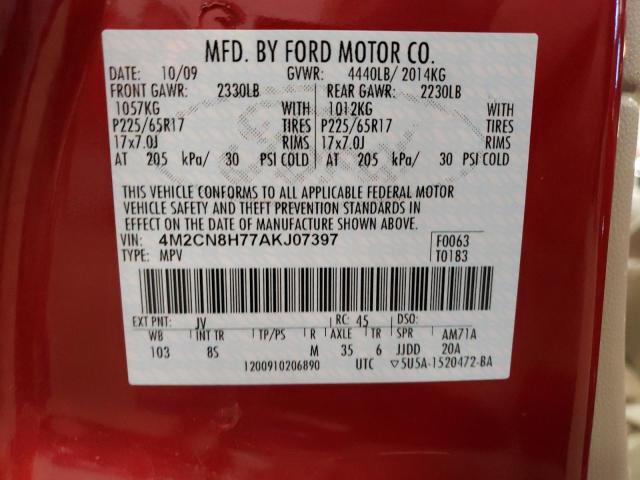 MFD. BY FORD MOTOR CO.
DATE: 10/09 GVWR: 4440LB/ 2014KG
FRONT GAWR: 2330LB REAR GAWR: 2230LB
1057KG WITH 1012KG WITH
P225/65R17 TIRES P225/65R17 TIRES
17x7.0J RIMS 17x7.0J RIMS
AT 205 kPa/ 30 PSI COLD AT 205 kPa/ 30 PSI COLD
THIS VEHICLE CONFORMS TO ALL APPLICABLE FEDERAL MOTOR
VEHICLE SAFETY AND THEFT PREVENTION STANDARDS IN
EFFECT ON THE DATE OF MANUFACTURE SHOWN ABOVE.
VIN: 4M2CN8H77AKJ07397 F0063
TYPE: MPV T0183
EXT PNT: JV RC: 45 DSO:
WB INT TR TP/PS R AXLE TR SPR AM71A
103 8S M 35 6 JJDD 20A
1200910206890 UTC ▽5U5A-1520472-BA